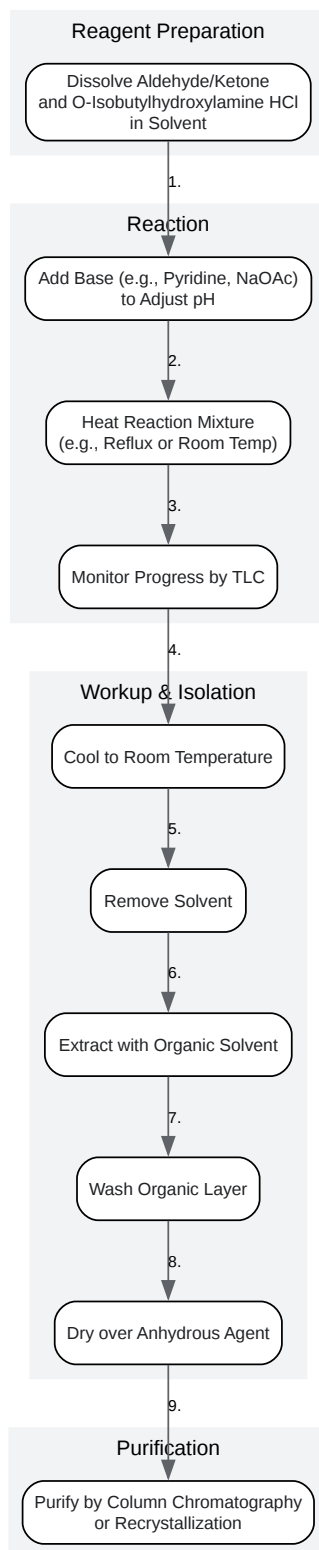 Reagent Preparation
Dissolve Aldehyde/Ketone
and O-Isobutylhydroxylamine HCl
in Solvent
1.
Reaction
Add Base (e.g., Pyridine, NaOAc)
to Adjust pH
2.
Heat Reaction Mixture
(e.g., Reflux or Room Temp)
3.
Monitor Progress by TLC
4.
Workup & Isolation
Cool to Room Temperature
5.
Remove Solvent
6.
Extract with Organic Solvent
7.
Wash Organic Layer
8.
Dry over Anhydrous Agent
9.
Purification
Purify by Column Chromatography
or Recrystallization